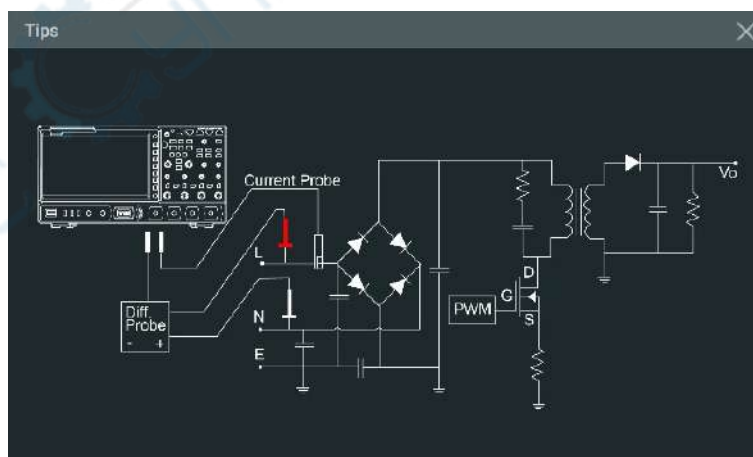 Tips
Current Probe
Vo
L
D
G
PWM
S
Diff.
Probe
- +
N
E